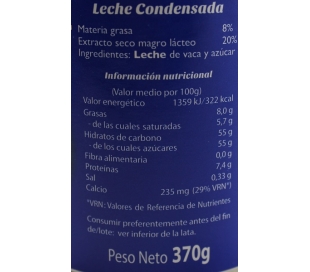 Leche Condensada
Materia grasa 8%
Extracto seco magro lácteo 20%
Ingredientes: Leche de vaca y azúcar
Información nutricional
(Valor medio por 100g)
Valor energético 1359 kJ/322 kcal
Grasas 8,0 g
- de las cuales saturadas 5,7 g
Hidratos de carbono 55 g
- de los cuales azúcares 55 g
Fibra alimentaria 0,0 g
Proteínas 7,4 g
Sal 0,33 g
Calcio 235 mg (29% VRN*)
*VRN: Valores de Referencia de Nutrientes
Consumir preferentemente antes del fin
de/lote: ver inferior de la lata.
Peso Neto 370g